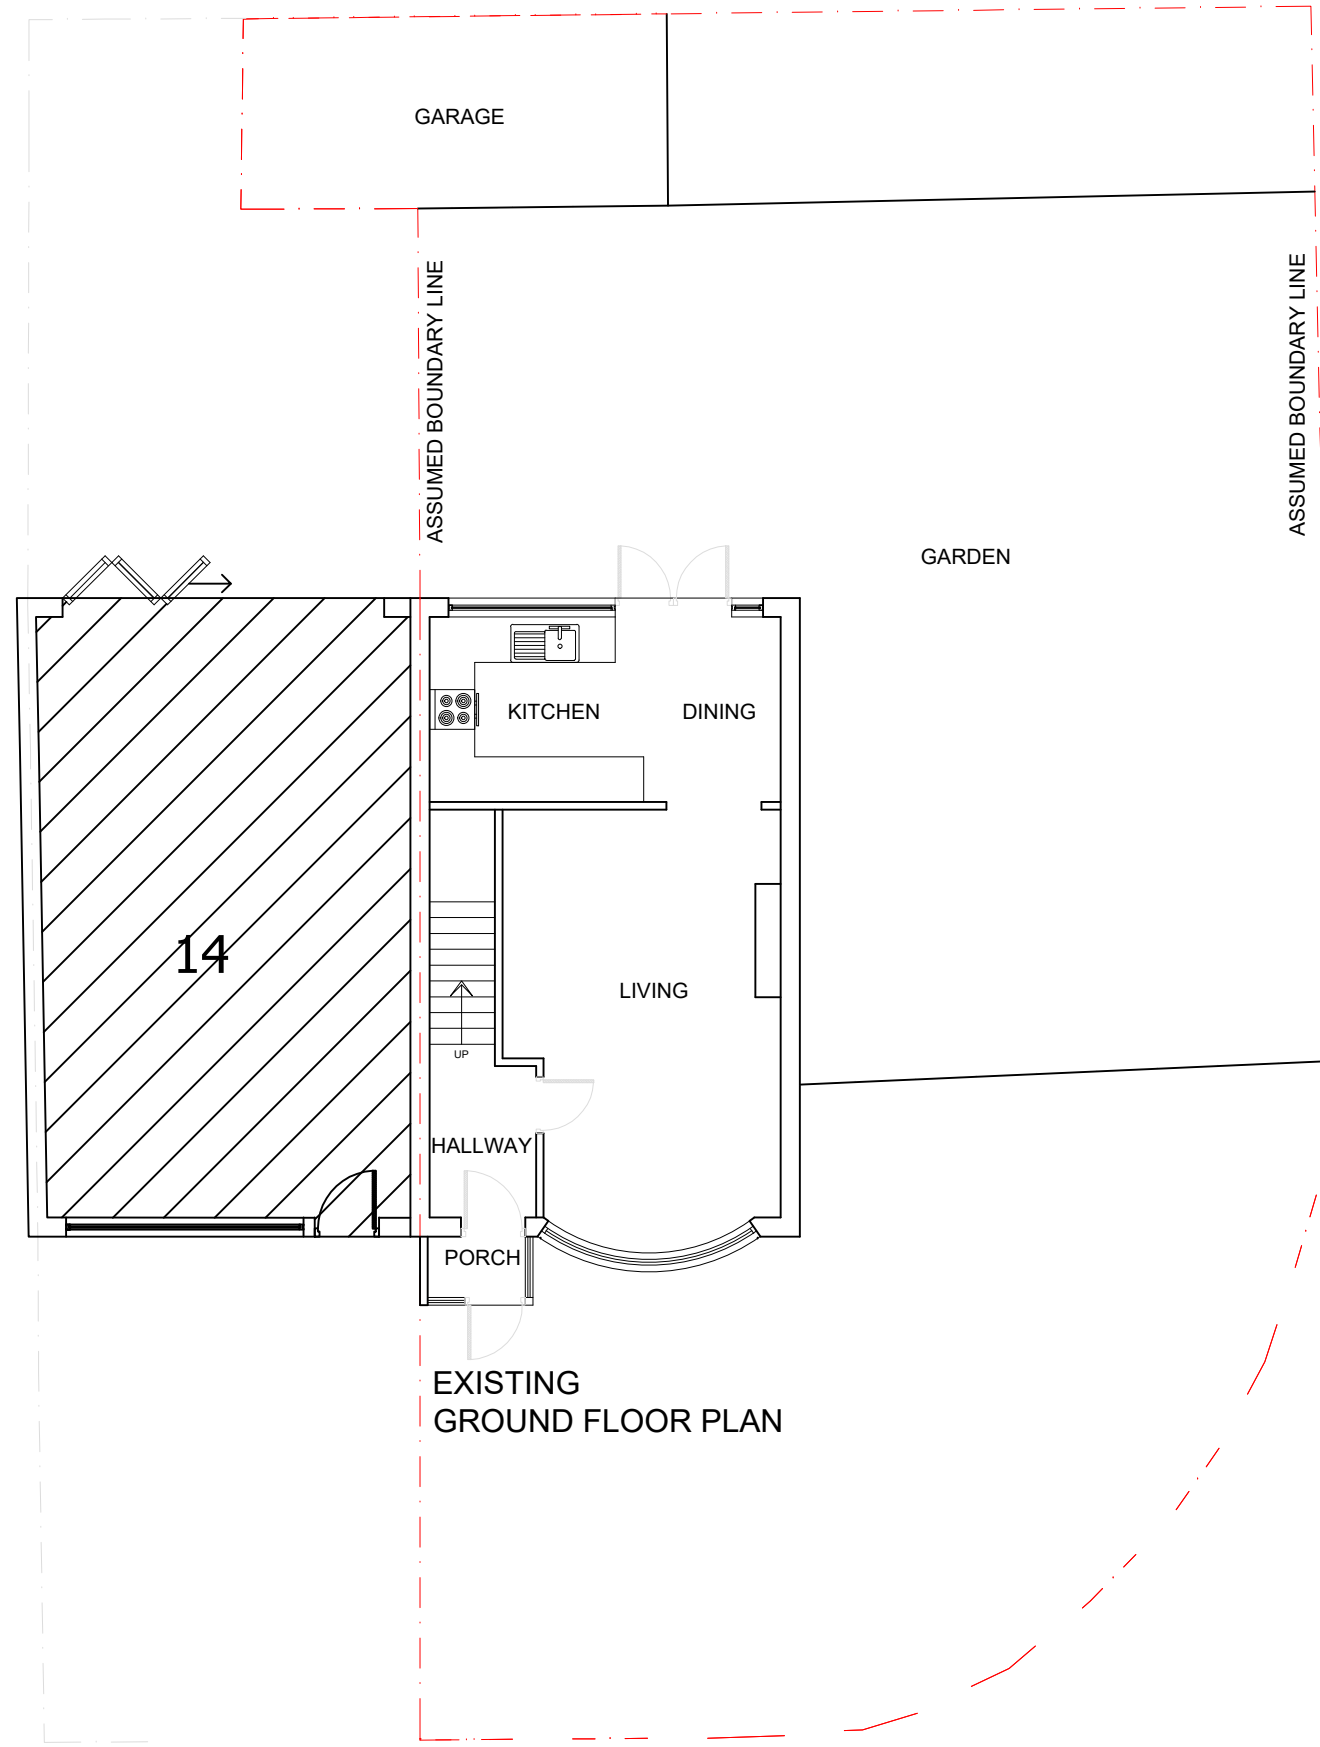 GARAGE
ASSUMED BOUNDARY LINE
ASSUMED BOUNDARY LINE
GARDEN
KITCHEN
DINING
14
LIVING
UP
HALLWAY
PORCH
EXISTING
GROUND FLOOR PLAN